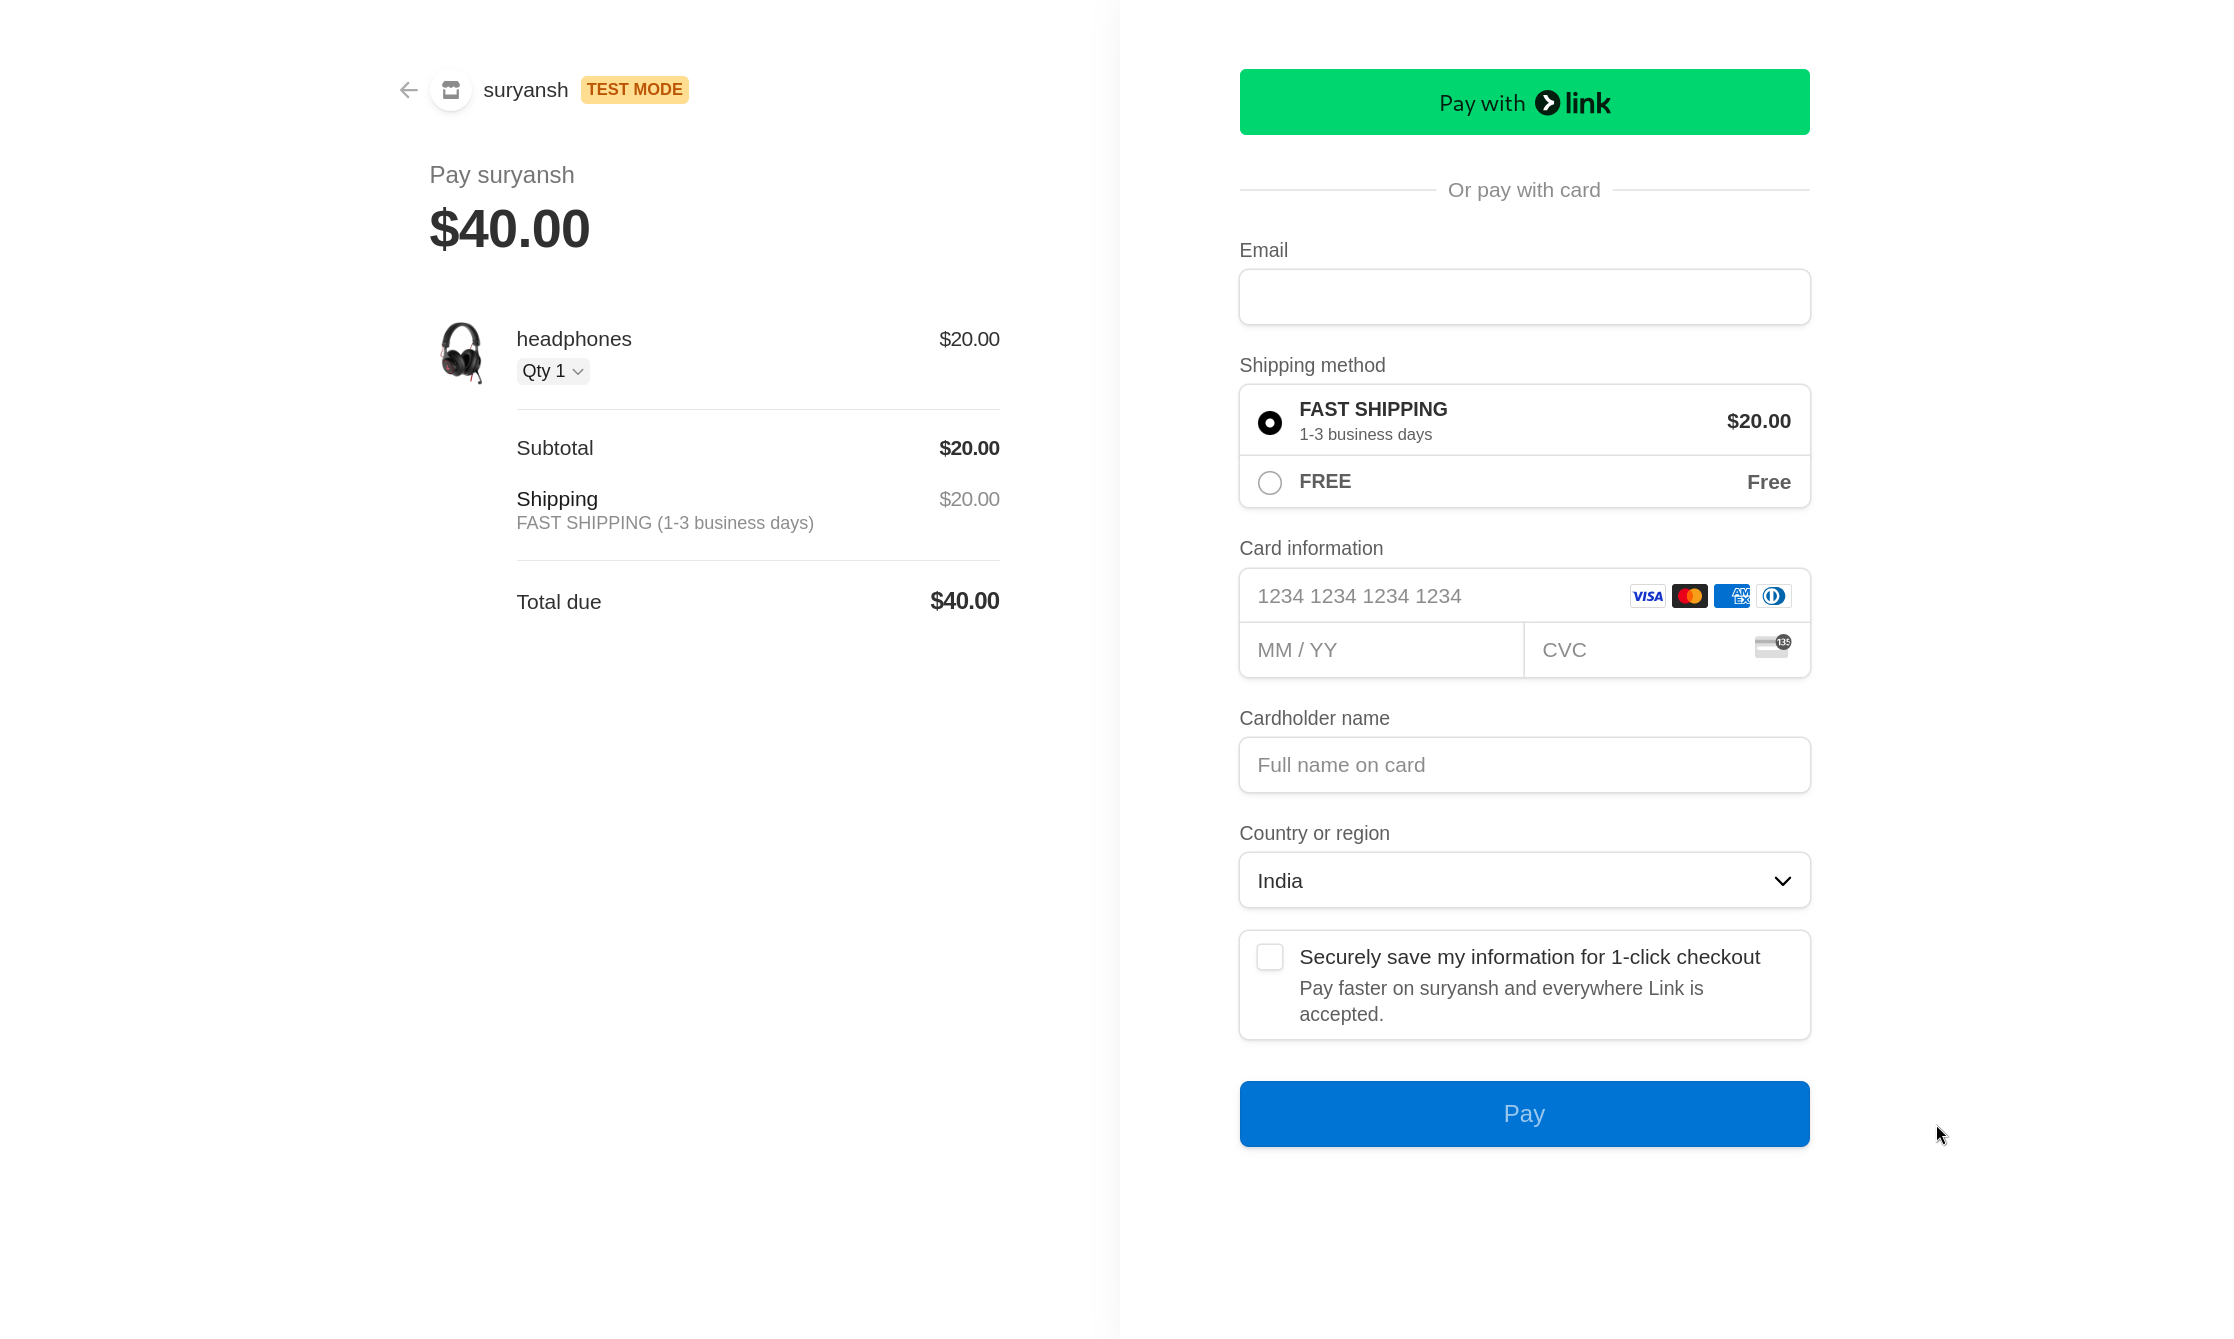 suryansh TEST MODE
Pay suryansh
$40.00
headphones $20.00
Qty 1
Subtotal $20.00
Shipping $20.00
FAST SHIPPING (1-3 business days)
Total due $40.00
Pay with link
Or pay with card
Email
Shipping method
FAST SHIPPING
1-3 business days
$20.00
FREE Free
Card information
1234 1234 1234 1234 VISA AM EX
MM / YY CVC 135
Cardholder name
Full name on card
Country or region
India
Securely save my information for 1-click checkout
Pay faster on suryansh and everywhere Link is
accepted.
Pay